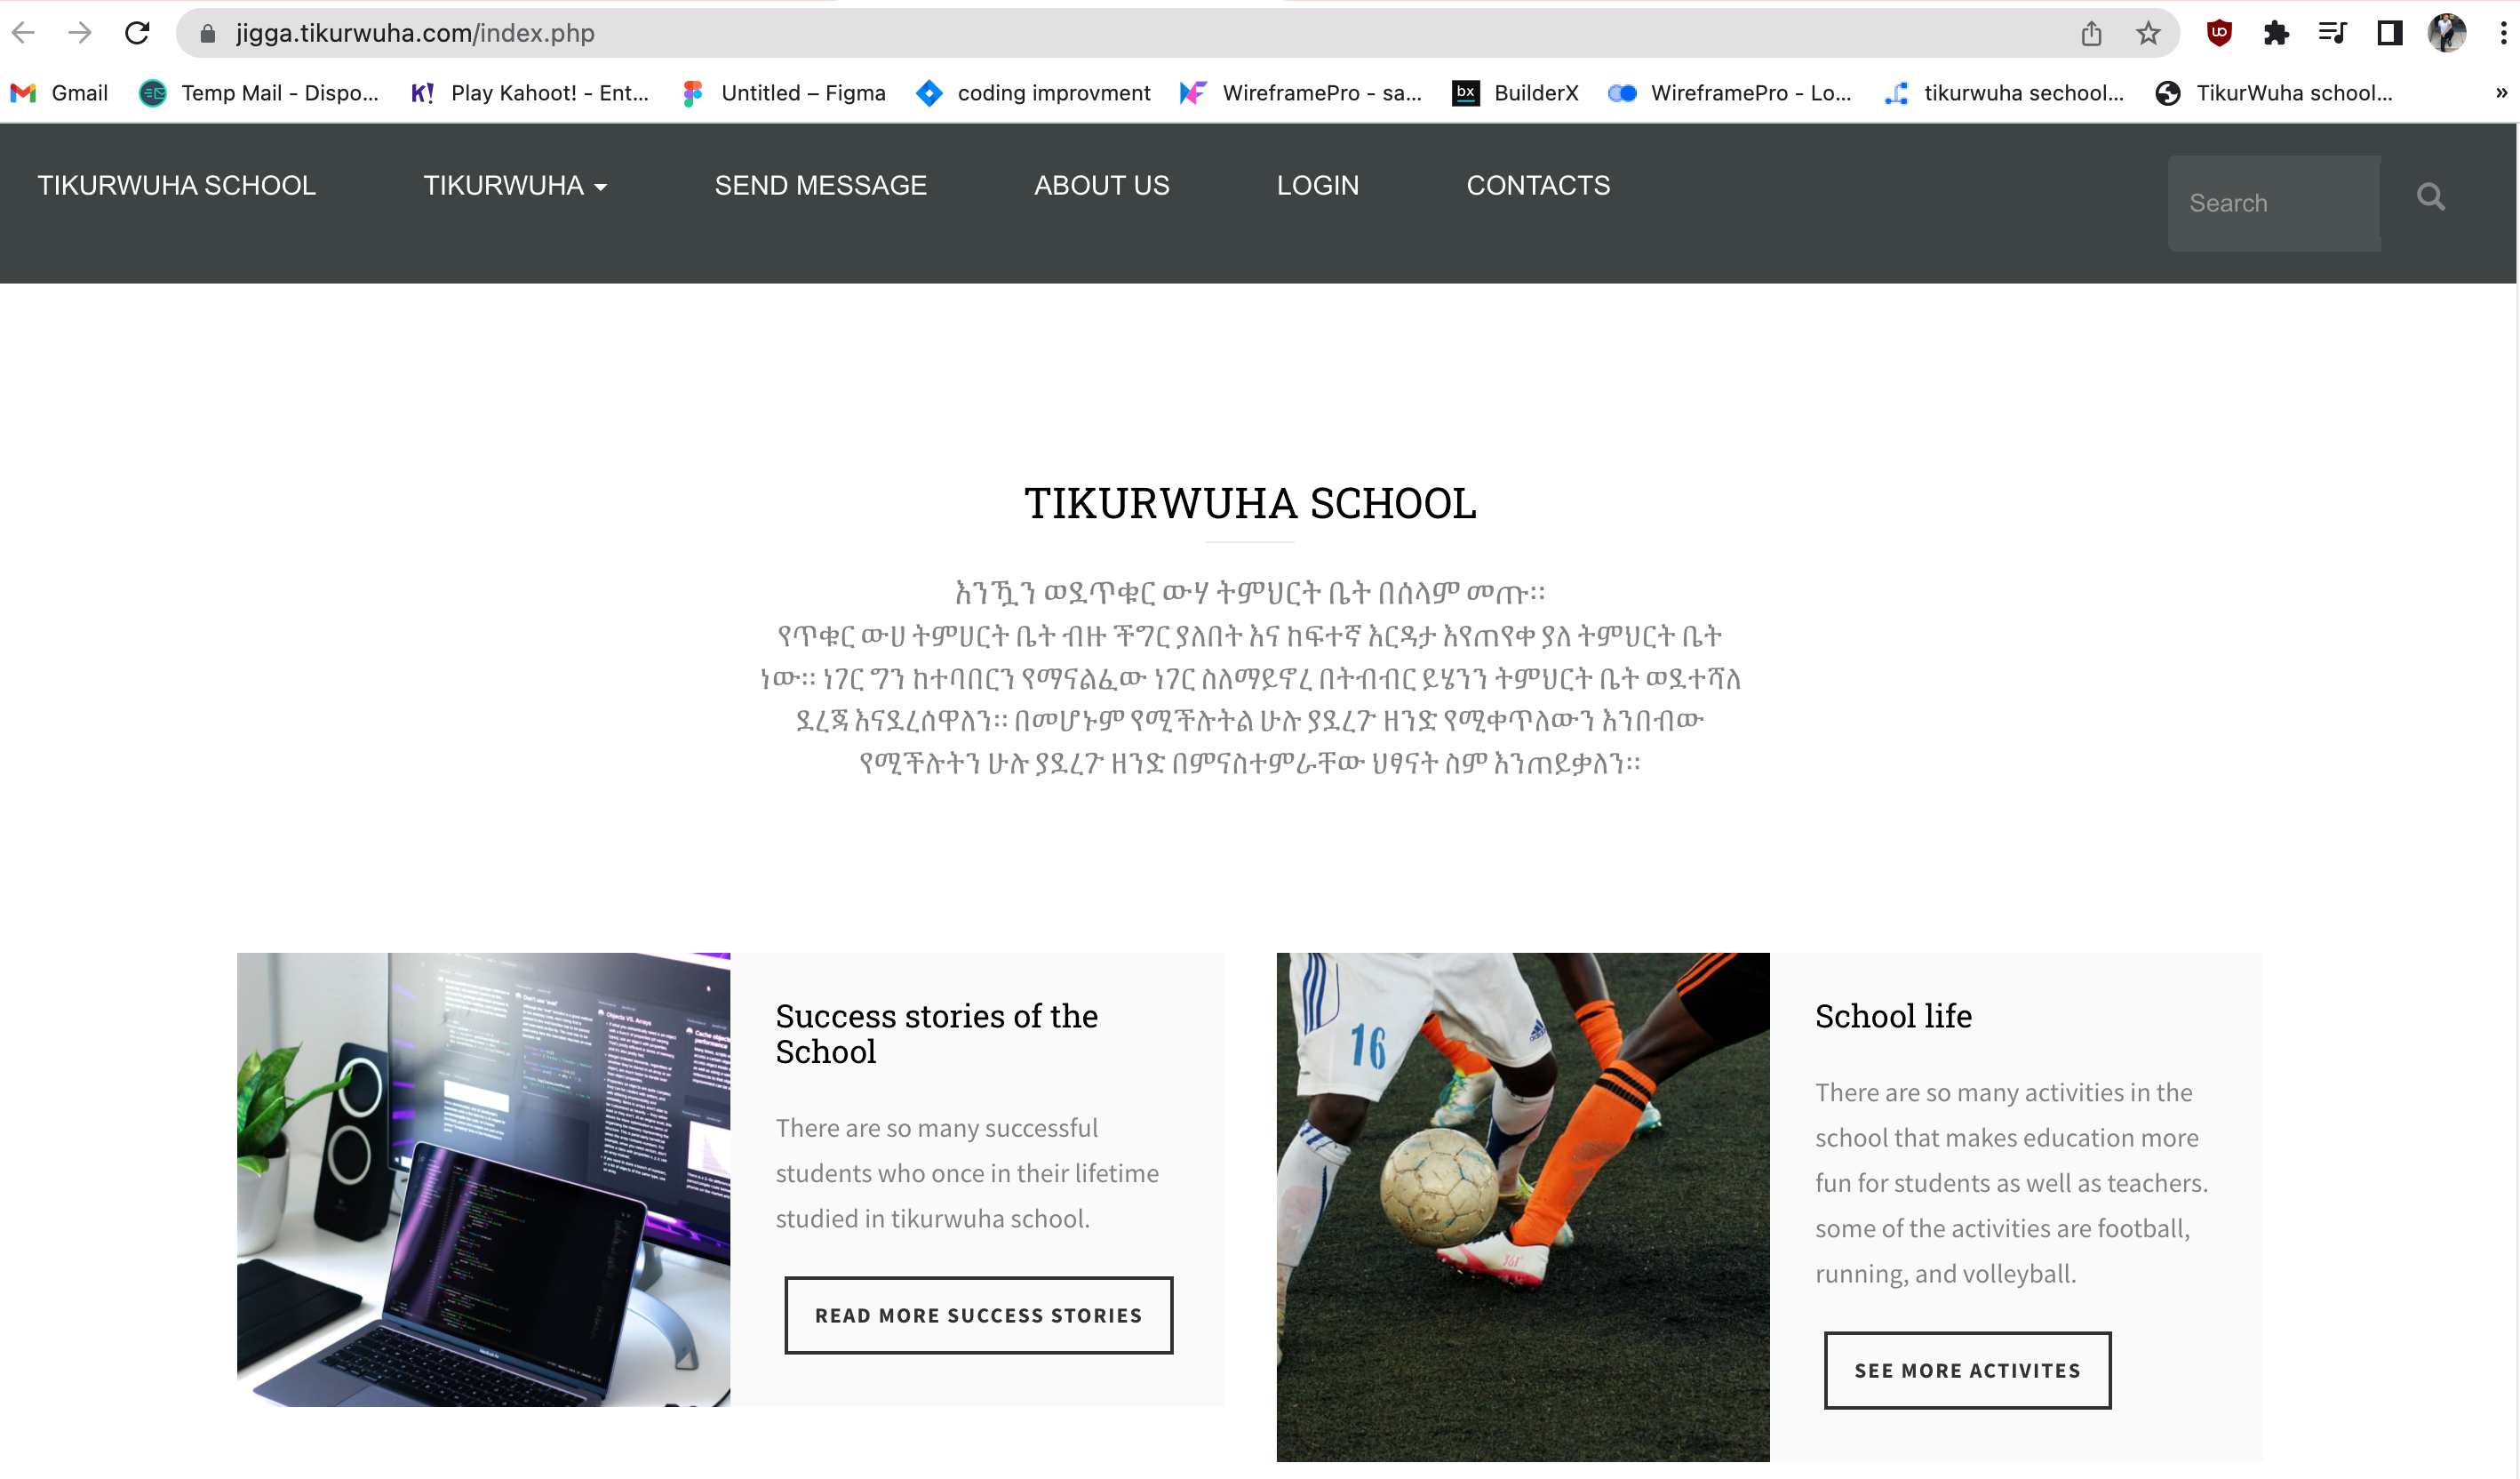 jigga.tikurwuha.com/index.php
Gmail Temp Mail - Dispo... Play Kahoot! - Ent... Untitled – Figma coding improvment WireframePro - sa... BuilderX WireframePro - Lo... tikurwuha sechool... TikurWuha school... »
TIKURWUHA SCHOOL TIKURWUHA SEND MESSAGE ABOUT US LOGIN CONTACTS Search
TIKURWUHA SCHOOL
እንኳን ወደጥቁር ውሃ ትምህርት ቤት በሰላም መጡ።
የጥቁር ውሀ ትምሀርት ቤት ብዙ ችግር ያለበት እና ከፍተኛ እርዳታ እየጠየቀ ያለ ትምህርት ቤት
ነው። ነገር ግን ከተባበርን የማናልፈው ነገር ስለማይኖረ በትብብር ይሄንን ትምህርት ቤት ወደተሻለ
ደረጃ እናደረሰዋለን። በመሆኑም የሚችሉትል ሁሉ ያደረጉ ዘንድ የሚቀጥለውን እንበብው
የሚችሉትን ሁሉ ያደረጉ ዘንድ በምናስተምራቸው ህፃናት ስም እንጠይቃለን።
Success stories of the
School
There are so many successful
students who once in their lifetime
studied in tikurwuha school.
READ MORE SUCCESS STORIES
16
School life
There are so many activities in the
school that makes education more
fun for students as well as teachers.
some of the activities are football,
running, and volleyball.
SEE MORE ACTIVITES